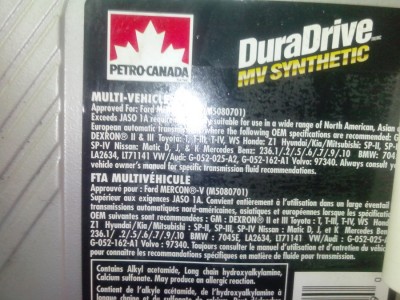 PETRO-CANADA
DuraDrive
MV SYNTHETIC
MULTI-VEHICLE
Approved For: Ford MERCON (M5080701)
Exceeds JASO 1A suitable for use in a wide range of North American, Asian
European automatic where the following OEM specifications are recommended:
DEXRON® II & III Toyota: T, T-IV, WS Honda: Z1 Hyundai/Kia/Mitsubishi: SP-II, SP
SP-IV Nissan: Matic D, J, & Mercedes Benz: 236.1/.2/.5/.6/.7/.9/.10 BMW:
LA2634, LT71141 VW/Audi: G-052-025-A2, G-052-162-A1 Volvo: 97340. Always consult
vehicle owner's manual for specific transmission fluid recommendations.
FTA MULTIVÉHICULE
Approuvé pour : Ford MERCON®-V (M5080701)
Supérieur aux exigences JASO 1A. Convient entièrement à l'utilisation dans un large éventail
transmissions automatiques nord-américaines, asiatiques et européennes lorsque les spécifications
OEM suivantes sont recommandées : GM : DEXRON® II et III Toyota : T, T-III, T-IV, WS Honda
Z1 Hyundai/Kia/Mitsubishi : SP-II, SP-III, SP-IV Nissan : Matic D, J, Mercedes Benz
236.1/ .2/ .5/ .6/ .7/ .9/ .10 BMW : 7045E, LA2634, LT71141 VW/Audi : G-052-025-A2
G-052-162-A1 Volvo : 97340. Toujours consulter le manuel d'utilisation et d'entretien du
pour connaître les recommandations spécifiques en matière de fluide pour transmission.
Contains Alkyl acetamide, Long chain hydroxyalkylamine,
Calcium sulfonate. May produce an allergic reaction.
Contient de l'alkyle acétamide, de l'hydroxyalkylamine à
longue chaîne et du sulfonate de calcium.